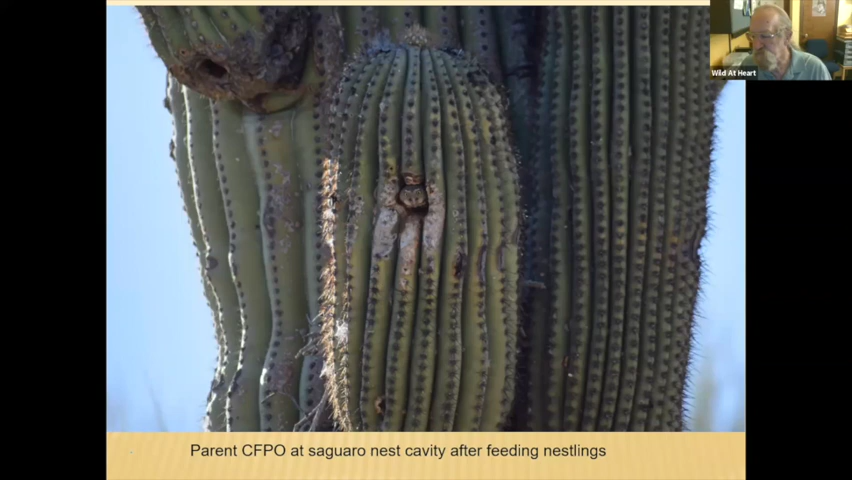 Wild At Heart
Parent CFPO at saguaro nest cavity after feeding nestlings